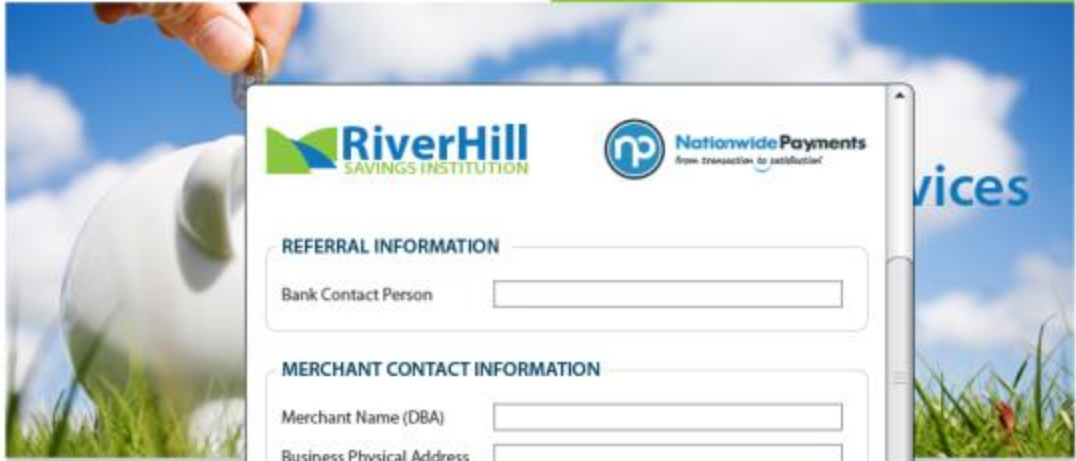 RiverHill
SAVINGS INSTITUTION
np
NationwidePayments
from transaction to satisfaction!
vices
REFERRAL INFORMATION
Bank Contact Person
MERCHANT CONTACT INFORMATION
Merchant Name (DBA)
Business Physical Address